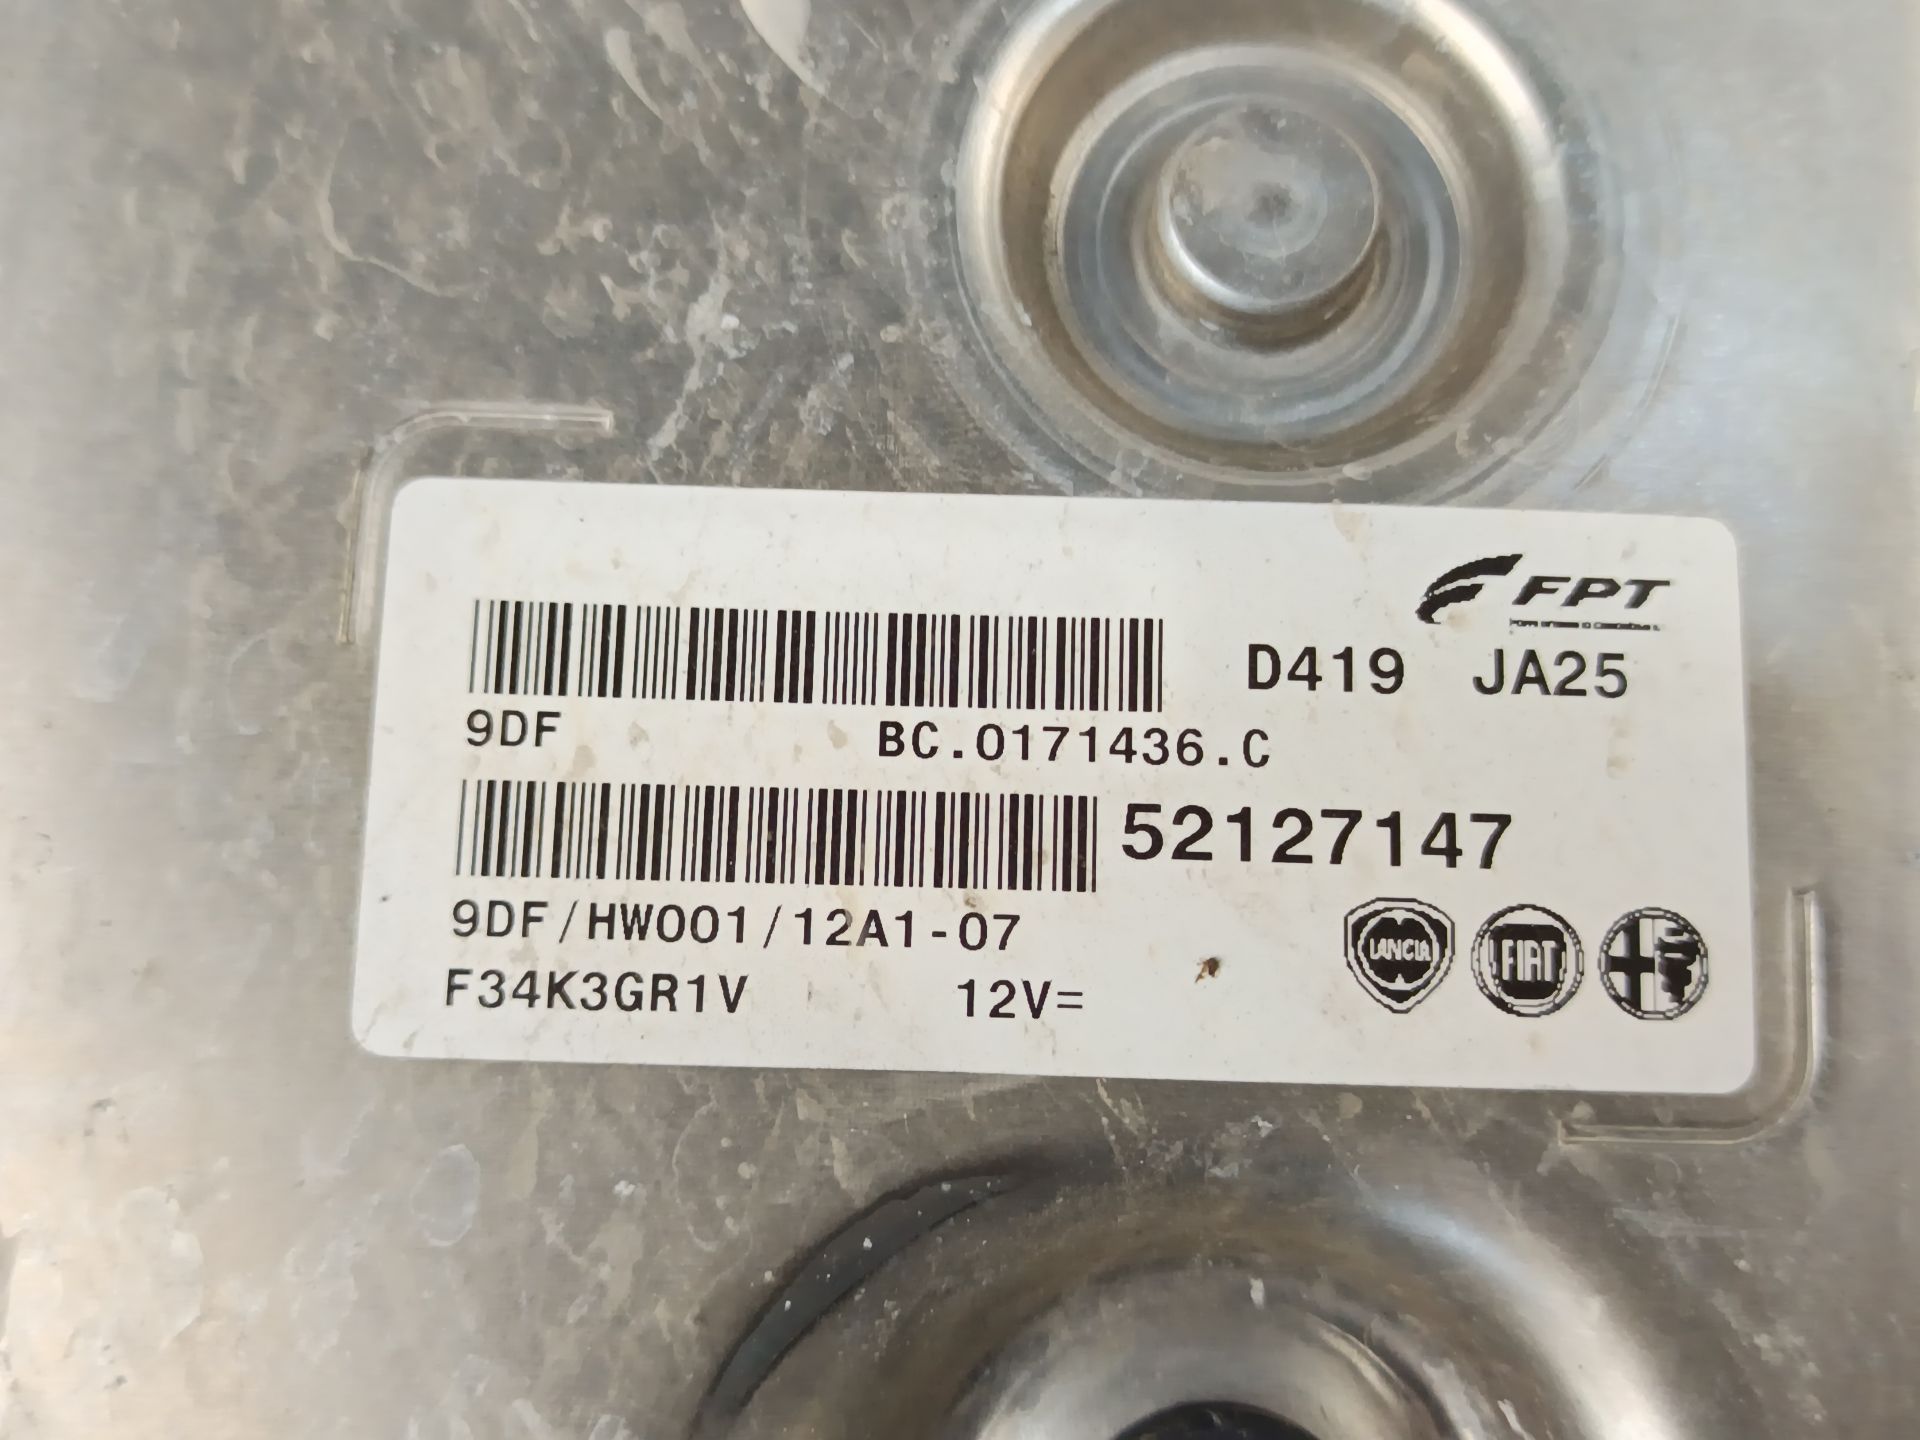 FPT
D419 JA25
9DF BC.0171436.C
52127147
9DF/HW001/12A1-07
F34K3GR1V 12V=
LANCIA FIAT